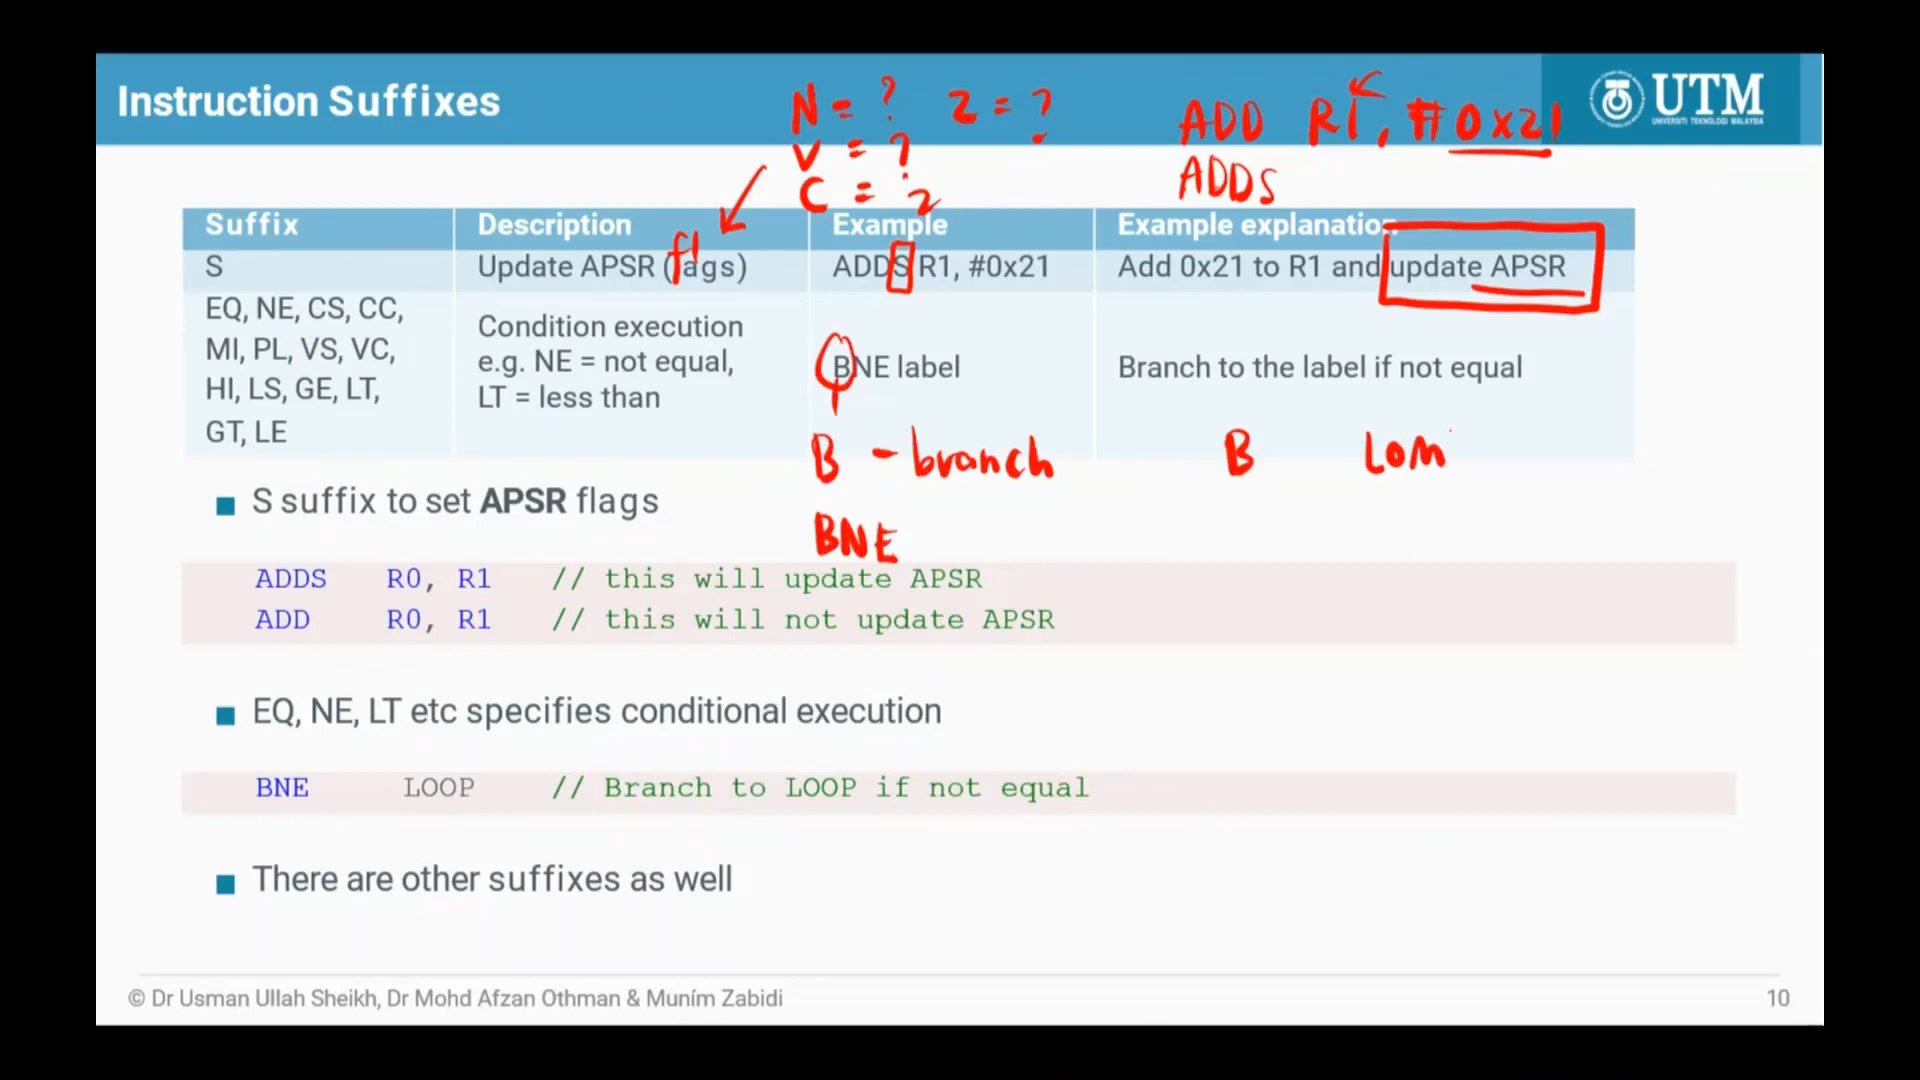 Instruction Suffixes
N = ? Z = ?
V = ?
C = ?
ADD R1, #0x21
ADDS
UTM
UNIVERSITI TEKNOLOGI MALAYSIA
Suffix Description Example Example explanation
S Update APSR (flags) ADDS R1, #0x21 Add 0x21 to R1 and update APSR
EQ, NE, CS, CC,
MI, PL, VS, VC,
HI, LS, GE, LT,
GT, LE
Condition execution
e.g. NE = not equal,
LT = less than
BNE label
Branch to the label if not equal
B - branch
B
BNE
S suffix to set APSR flags
ADDS R0, R1 // this will update APSR
ADD R0, R1 // this will not update APSR
EQ, NE, LT etc specifies conditional execution
BNE LOOP // Branch to LOOP if not equal
There are other suffixes as well
© Dr Usman Ullah Sheikh, Dr Mohd Afzan Othman & Muním Zabidi
10